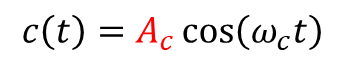 c(t) = A_c cos(ω_c t)